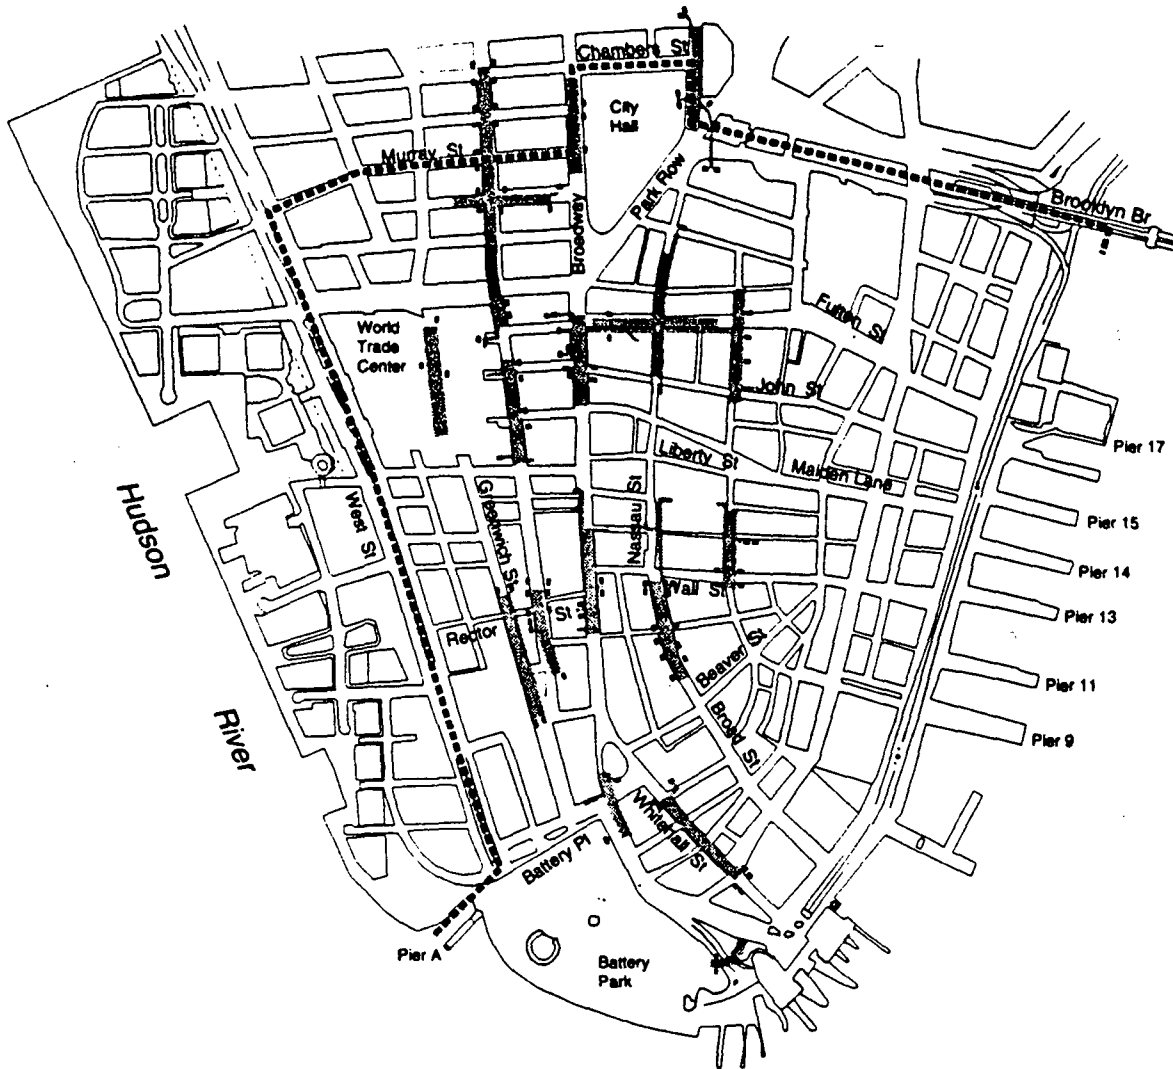 Chambers St
City
Hall
Murray St
Park Row
Broadway
Brooklyn Br
World
Trade
Center
Fulton St
John St
Pier 17
Liberty St
Maiden Lane
Hudson
River
West St
Greenwich St
Nassau St
Pier 15
Pier 14
Wall St
Pier 13
Rector St
Beaver St
Pier 11
Broad St
Pier 9
Whitehall St
Battery Pl
Pier A
Battery
Park